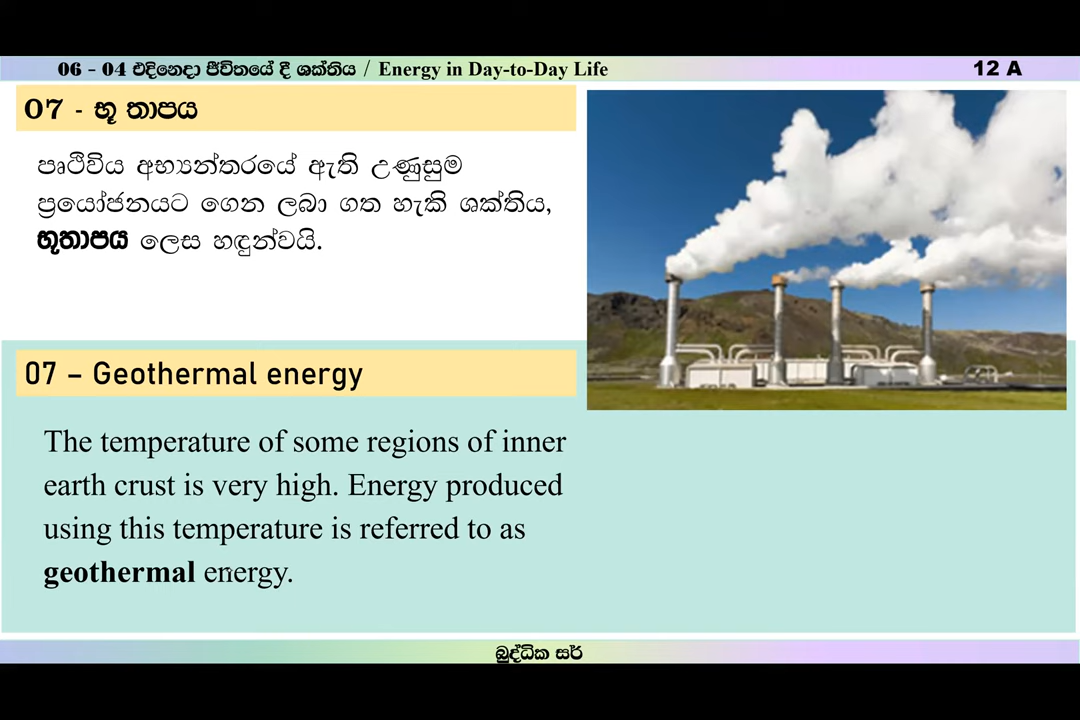 06 - 04 එදිනෙදා ජීවිතයේ දී ශක්තිය / Energy in Day-to-Day Life
12 A
07 - භූ තාපය
පෘථිවිය අභ්‍යන්තරයේ ඇති උණුසුම
ප්‍රයෝජනයට ගෙන ලබා ගත හැකි ශක්තිය,
භූතාපය ලෙස හඳුන්වයි.
07 – Geothermal energy
The temperature of some regions of inner
earth crust is very high. Energy produced
using this temperature is referred to as
geothermal energy.
බුද්ධික සර්